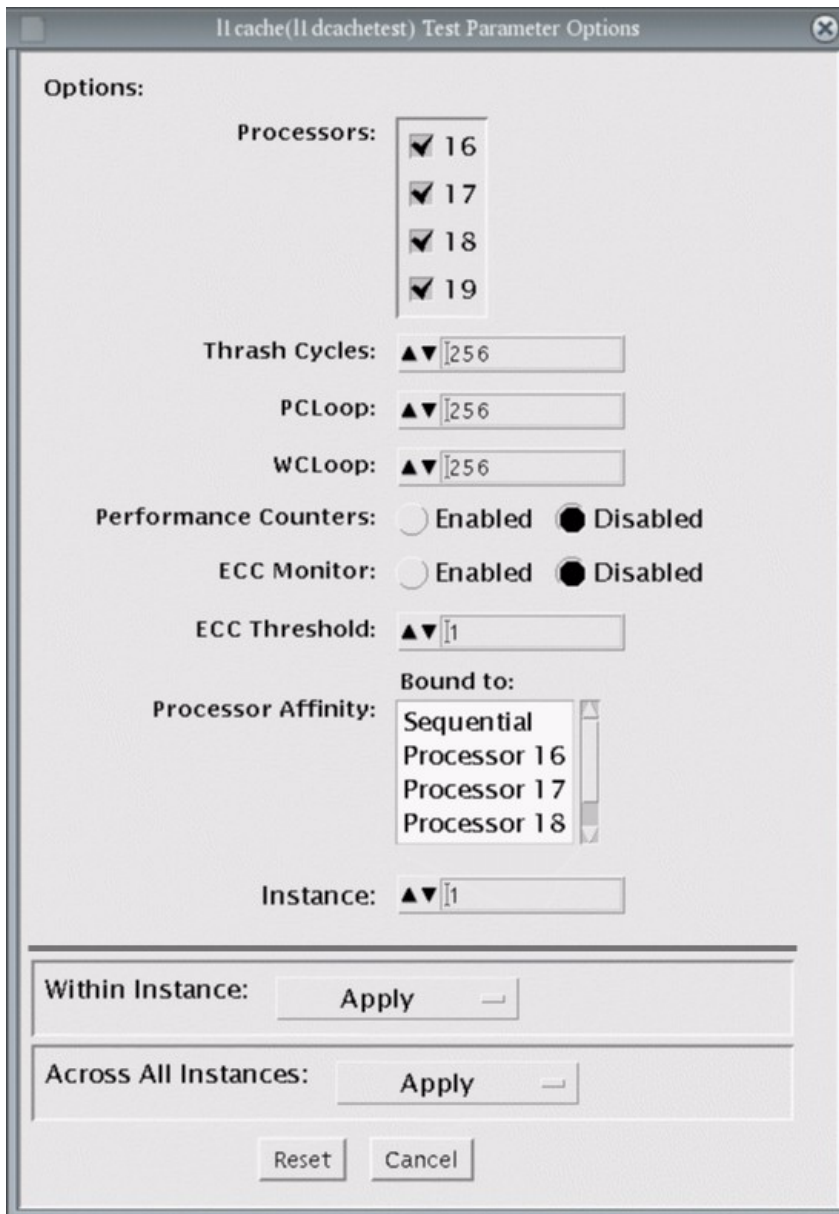 l1cache(l1dcachetest) Test Parameter Options
Options:
Processors:
16
17
18
19
Thrash Cycles: 256
PCLoop: 256
WCLoop: 256
Performance Counters: Enabled Disabled
ECC Monitor: Enabled Disabled
ECC Threshold: 1
Bound to:
Processor Affinity:
Sequential
Processor 16
Processor 17
Processor 18
Instance: 1
Within Instance: Apply
Across All Instances: Apply
Reset Cancel